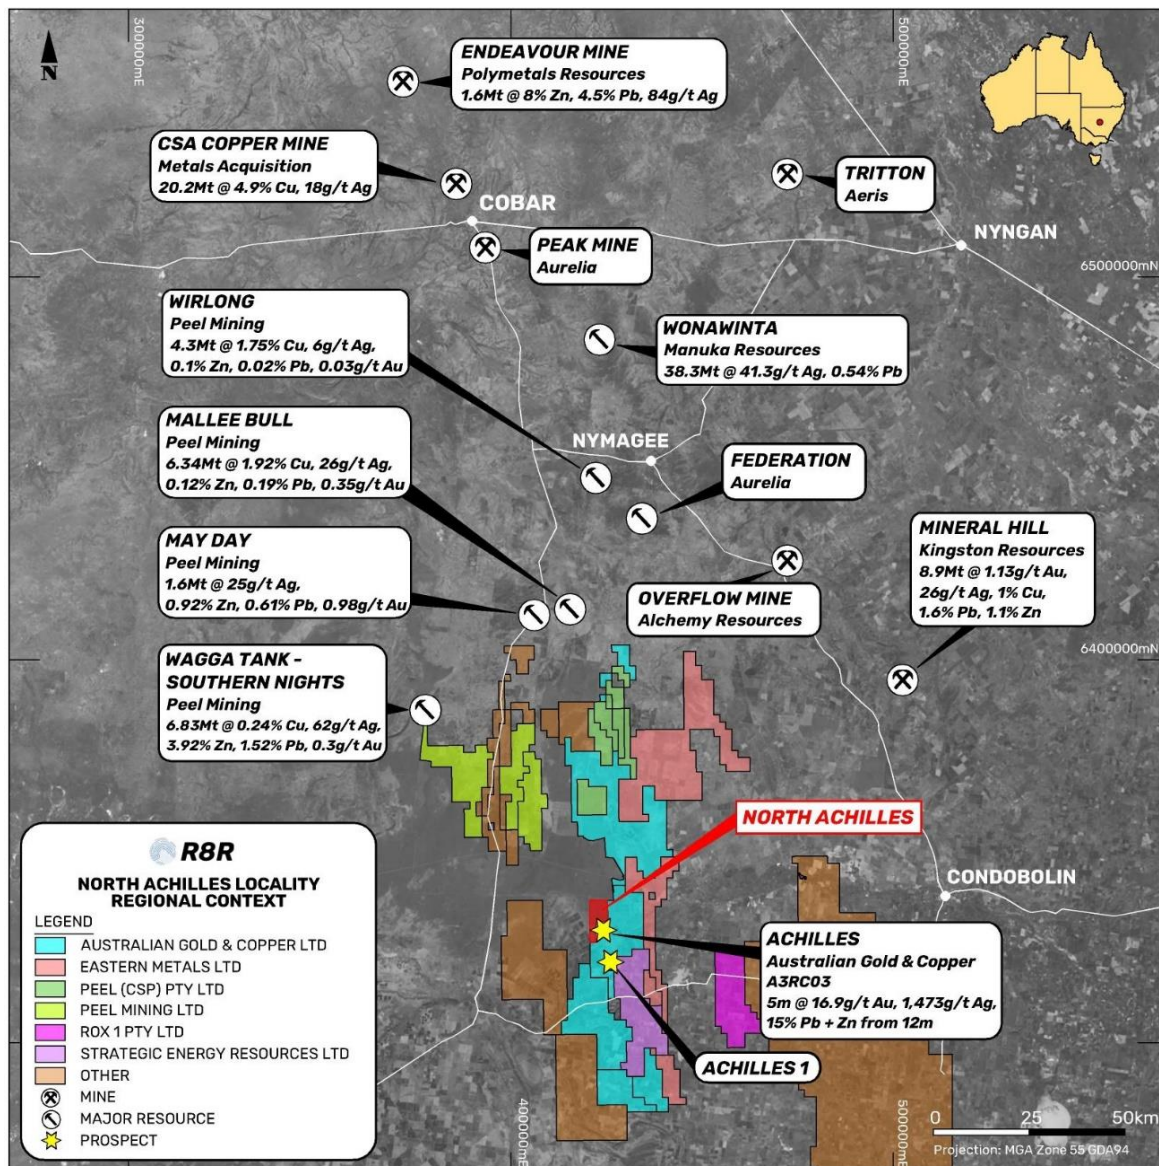 300000mE
500000mE
N
ENDEAVOUR MINE
Polymetals Resources
1.6Mt @ 8% Zn, 4.5% Pb, 84g/t Ag
CSA COPPER MINE
Metals Acquisition
20.2Mt @ 4.9% Cu, 18g/t Ag
TRITTON
Aeris
COBAR
NYNGAN
PEAK MINE
Aurelia
6500000mN
WIRLONG
Peel Mining
4.3Mt @ 1.75% Cu, 6g/t Ag,
0.1% Zn, 0.02% Pb, 0.03g/t Au
WONAWINTA
Manuka Resources
38.3Mt @ 41.3g/t Ag, 0.54% Pb
MALLEE BULL
Peel Mining
6.34Mt @ 1.92% Cu, 26g/t Ag,
0.12% Zn, 0.19% Pb, 0.35g/t Au
NYMAGEE
FEDERATION
Aurelia
MAY DAY
Peel Mining
1.6Mt @ 25g/t Ag,
0.92% Zn, 0.61% Pb, 0.98g/t Au
MINERAL HILL
Kingston Resources
8.9Mt @ 1.13g/t Au,
26g/t Ag, 1% Cu,
1.6% Pb, 1.1% Zn
OVERFLOW MINE
Alchemy Resources
6400000mN
WAGGA TANK -
SOUTHERN NIGHTS
Peel Mining
6.83Mt @ 0.24% Cu, 62g/t Ag,
3.92% Zn, 1.52% Pb, 0.3g/t Au
NORTH ACHILLES
CONDOBOLIN
ACHILLES
Australian Gold & Copper
A3RC03
5m @ 16.9g/t Au, 1,473g/t Ag,
15% Pb + Zn from 12m
ACHILLES 1
R8R
NORTH ACHILLES LOCALITY
REGIONAL CONTEXT
LEGEND
AUSTRALIAN GOLD & COPPER LTD
EASTERN METALS LTD
PEEL (CSP) PTY LTD
PEEL MINING LTD
ROX 1 PTY LTD
STRATEGIC ENERGY RESOURCES LTD
OTHER
MINE
MAJOR RESOURCE
PROSPECT
400000mE
500000mE
0 25 50km
Projection: MGA Zone 55 GDA94